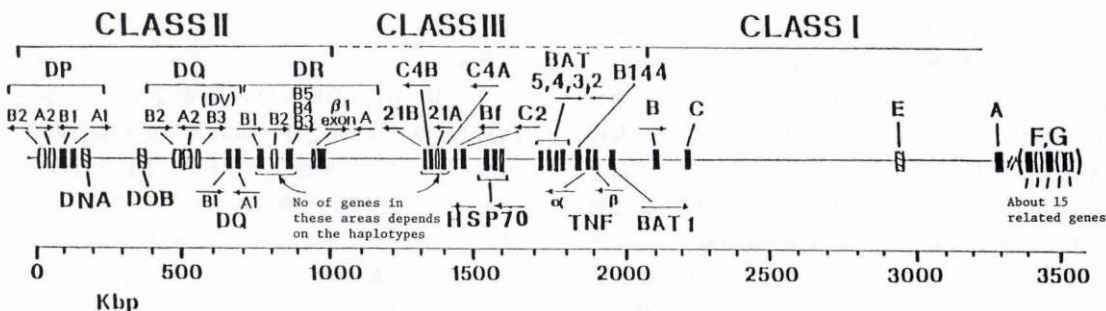 CLASS II CLASS III CLASS I
DP DQ DR C4B C4A BAT
5,4,3,2 B144
(DV) B5
B4
B2 A2 B1 A1 B2 A2 B3 B1 B2 B3 β1
exon A 21B 21A Bf C2 B C E A F,G
DNA DOB B1 A1
DQ
No of genes in
these areas depends
on the haplotypes
HSP70 α β
TNF BAT1
About 15
related genes
0 500 1000 1500 2000 2500 3000 3500
Kbp